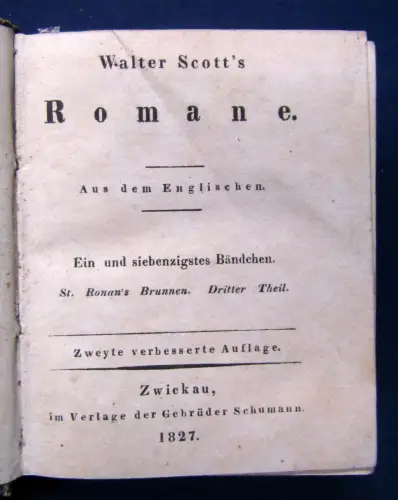 Walter Scott's
Romane.
Aus dem Englischen.
Ein und siebenzigstes Bändchen.
St. Ronan's Brunnen. Dritter Theil.
Zweyte verbesserte Auflage.
Zwickau,
im Verlage der Gebrüder Schumann.
1827.